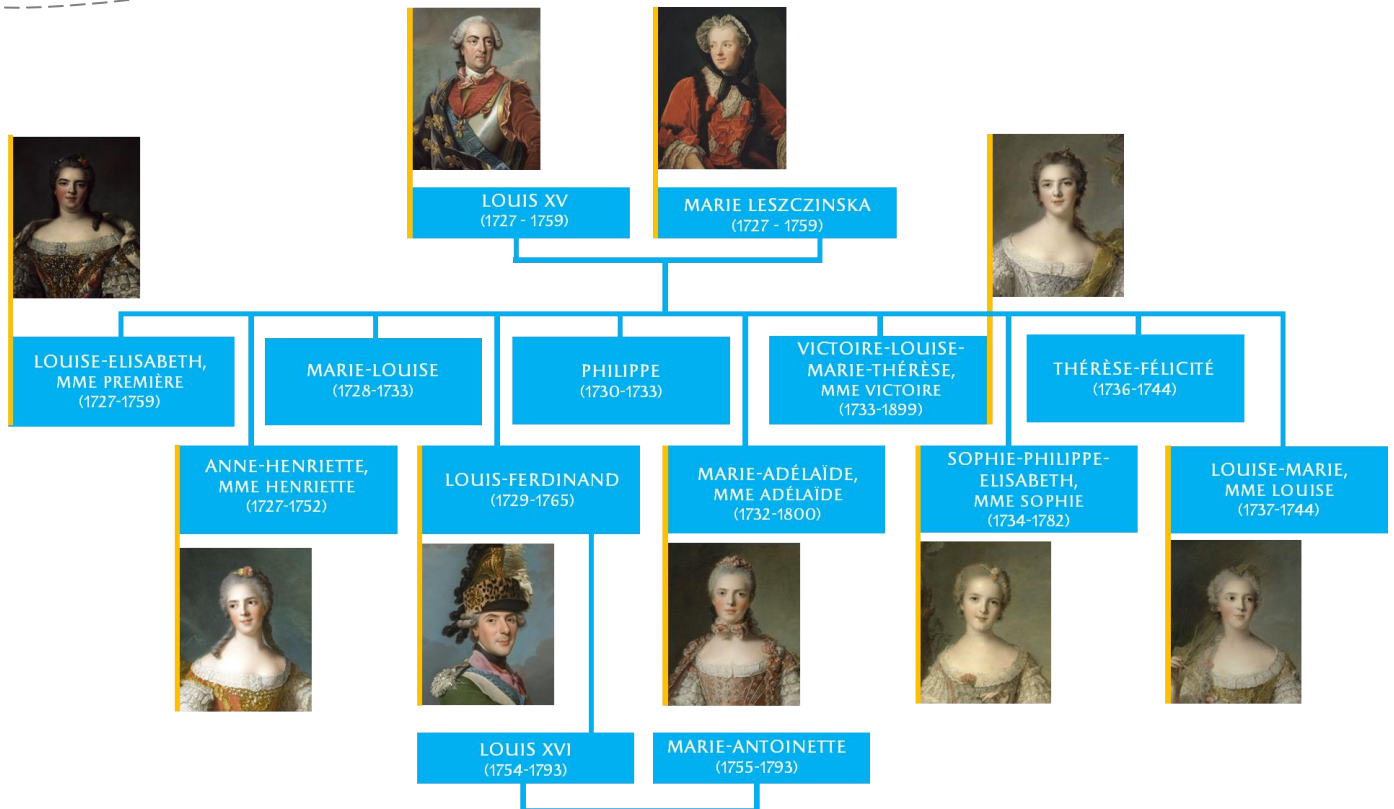 LOUIS XV
(1727 - 1759)
MARIE LESZCZINSKA
(1727 - 1759)
LOUISE-ELISABETH,
MME PREMIÈRE
(1727-1759)
MARIE-LOUISE
(1728-1733)
PHILIPPE
(1730-1733)
VICTOIRE-LOUISE-
MARIE-THÉRÈSE,
MME VICTOIRE
(1733-1899)
THÉRÈSE-FÉLICITÉ
(1736-1744)
ANNE-HENRIETTE,
MME HENRIETTE
(1727-1752)
LOUIS-FERDINAND
(1729-1765)
MARIE-ADÉLAÏDE,
MME ADÉLAÏDE
(1732-1800)
SOPHIE-PHILIPPE-
ELISABETH,
MME SOPHIE
(1734-1782)
LOUISE-MARIE,
MME LOUISE
(1737-1744)
LOUIS XVI
(1754-1793)
MARIE-ANTOINETTE
(1755-1793)